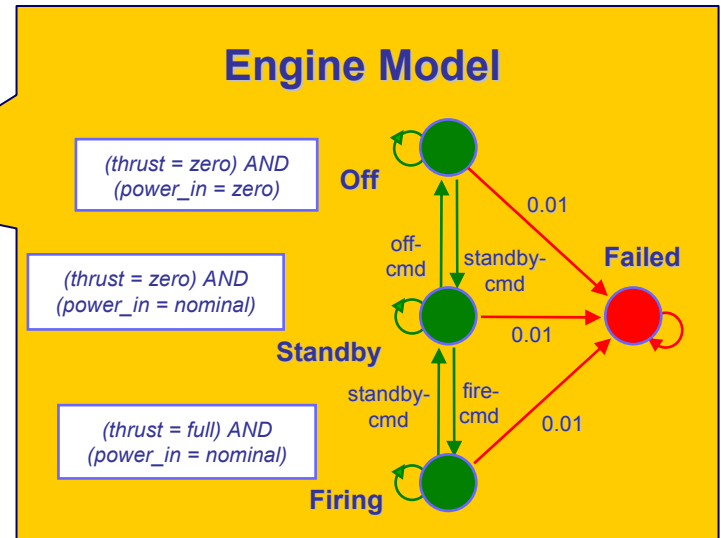 Engine Model
(thrust = zero) AND
(power_in = zero)
Off
0.01
off-
cmd
standby-
cmd
Failed
(thrust = zero) AND
(power_in = nominal)
Standby
0.01
standby-
cmd
fire-
cmd
0.01
(thrust = full) AND
(power_in = nominal)
Firing